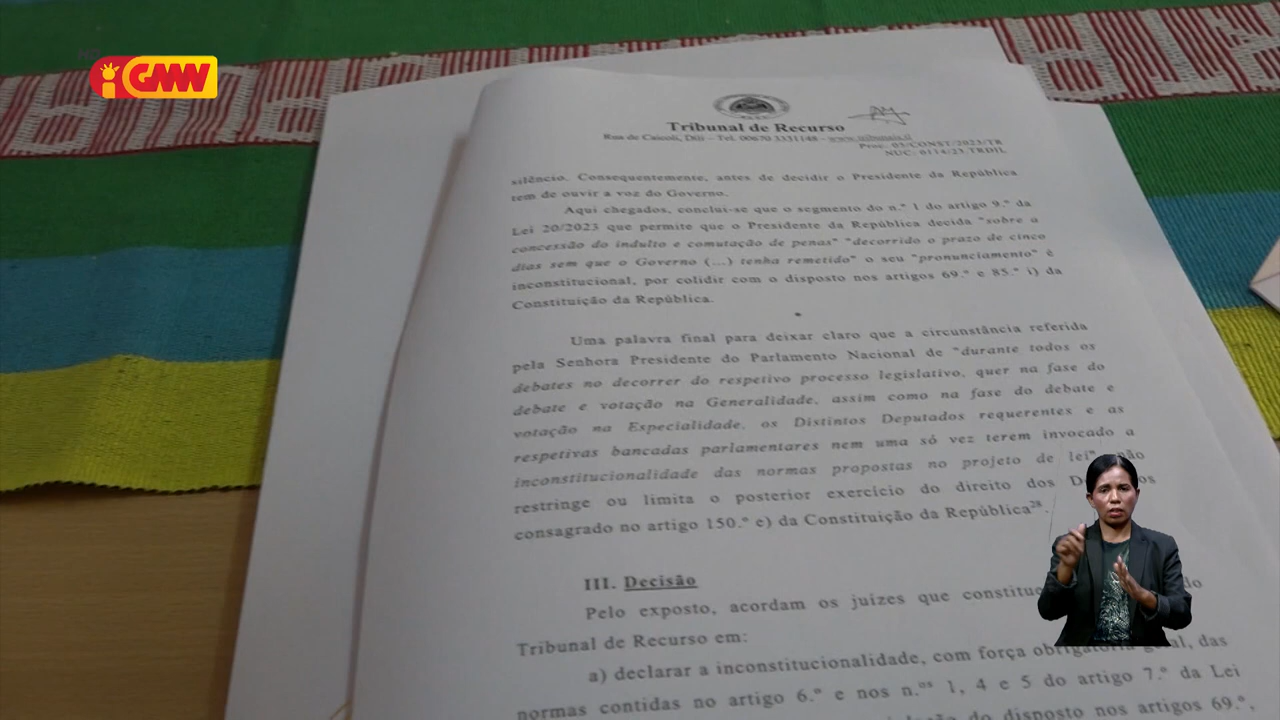 GMN
Tribunal de Recurso
Rua de Caicoli, Dili – Tel. 00670 3331148 – www.tribunais.tl
Proc. 03/CONST/2023/TR
NUC. 0114/23.TRDIL
silêncio. Consequentemente, antes de decidir o Presidente da República
tem de ouvir a voz do Governo.
Aqui chegados, conclui-se que o segmento do n.º 1 do artigo 9.º da
Lei 20/2023 que permite que o Presidente da República decida "sobre a
concessão do indulto e comutação de penas" "decorrido o prazo de cinco
dias sem que o Governo (...) tenha remetido" o seu "pronunciamento" é
inconstitucional, por colidir com o disposto nos artigos 69.º e 85.º i) da
Constituição da República.
*
Uma palavra final para deixar claro que a circunstância referida
pela Senhora Presidente do Parlamento Nacional de "durante todos os
debates no decorrer do respetivo processo legislativo, quer na fase do
debate e votação na Generalidade, assim como na fase do debate e
votação na Especialidade, os Distintos Deputados requerentes e as
respetivas bancadas parlamentares nem uma só vez terem invocado a
inconstitucionalidade das normas propostas no projeto de lei" não
restringe ou limita o posterior exercício do direito dos
consagrado no artigo 150.º e) da Constituição da República²⁸.
III. Decisão
Pelo exposto, acordam os juízes que
Tribunal de Recurso em:
a) declarar a inconstitucionalidade, com força obrigatória geral, das
normas contidas no artigo 6.º e nos n.ºˢ 1, 4 e 5 do artigo 7.º da Lei
do disposto nos artigos 69.º,